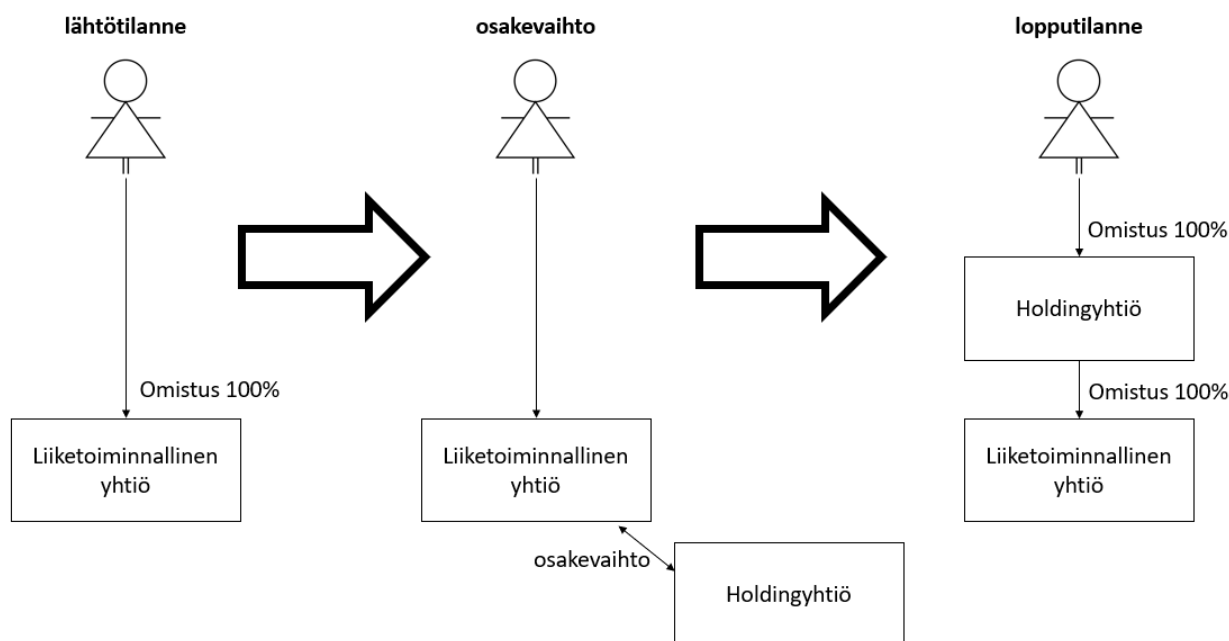 lähtötilanne
Omistus 100%
Liiketoiminnallinen
yhtiö
osakevaihto
Liiketoiminnallinen
yhtiö
osakevaihto
Holdingyhtiö
lopputilanne
Omistus 100%
Holdingyhtiö
Omistus 100%
Liiketoiminnallinen
yhtiö